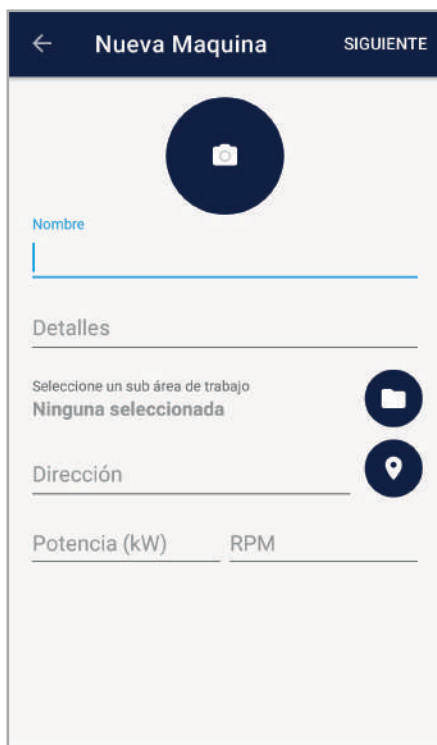 Nueva Maquina SIGUIENTE
Nombre
Detalles
Seleccione un sub área de trabajo
Ninguna seleccionada
Dirección
Potencia (kW) RPM